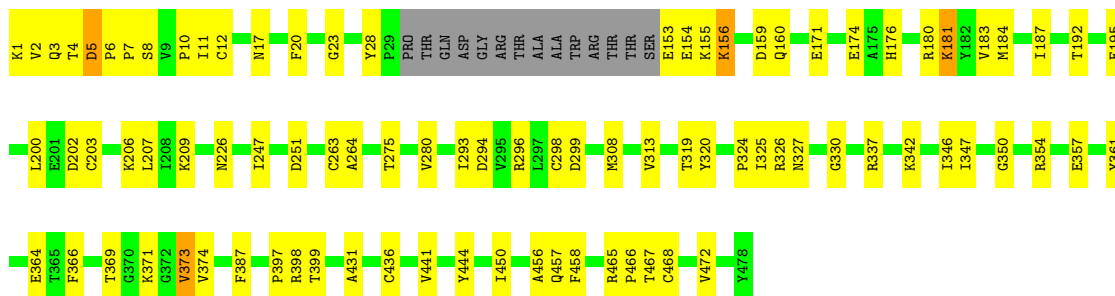 K1 V2 Q3 T4 D5 P6 P7 S8 V9 P10 I11 C12 N17 F20 G23 Y28 P29 PRO THR GLN ASP GLY ARG THR ALA ALA TRP ARG THR THR SER E153 E154 K155 K156 D159 Q160 E171 E174 A175 H176 R180 K181 Y182 V183 M184 I187 T192
L200 E201 D202 C203 K206 L207 I208 K209 N226 I247 D251 C263 A264 T275 V280 I293 D294 V295 R296 L297 C298 D299 M308 V313 T319 Y320 P324 I325 R326 N327 G330 R337 K342 I346 I347 G350 R354 E357
E364 T365 F366 T369 G370 K371 G372 V373 V374 F387 P397 R398 T399 A431 C436 V441 Y444 I450 A456 Q457 F458 R465 P466 T467 C468 V472 Y478